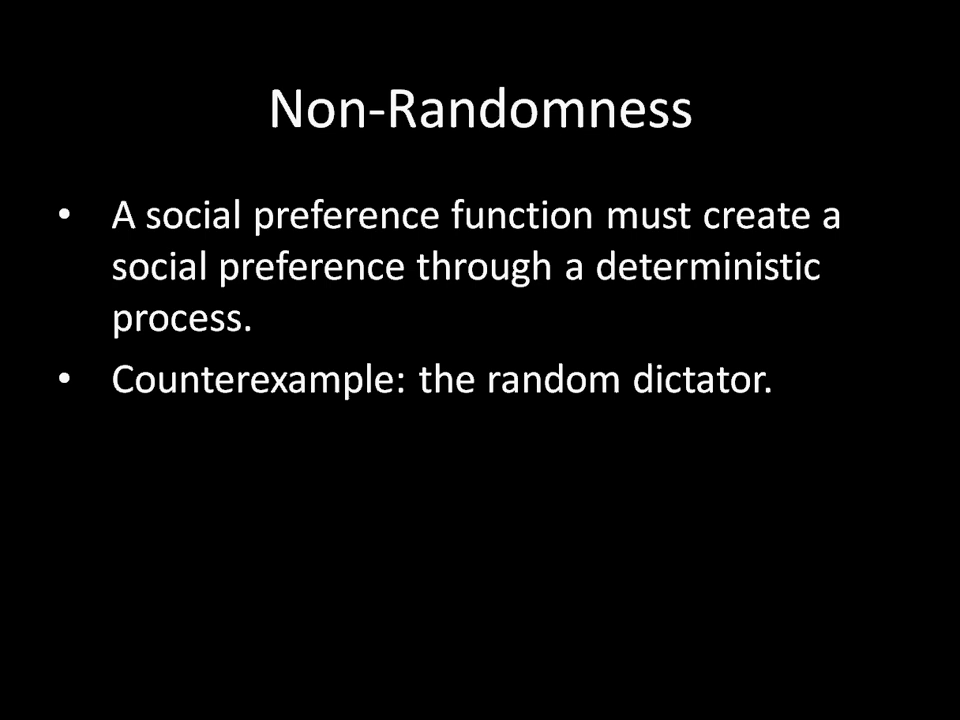 Non-Randomness
• A social preference function must create a
social preference through a deterministic
process.
• Counterexample: the random dictator.